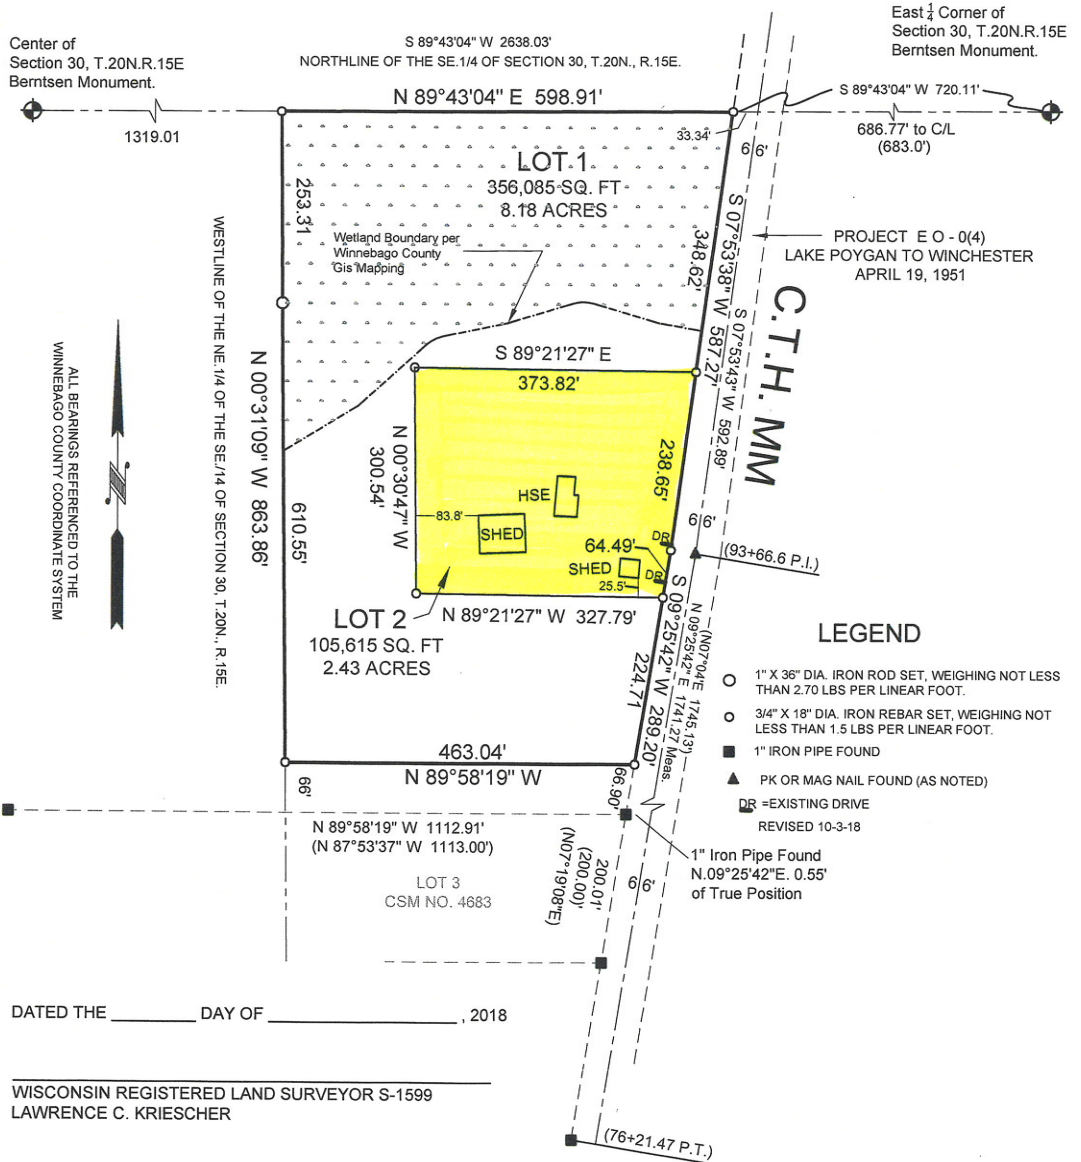 Center of
Section 30, T.20N.R.15E
Berntsen Monument.
S 89°43'04" W 2638.03'
NORTHLINE OF THE SE.1/4 OF SECTION 30, T.20N., R.15E.
East 1/4 Corner of
Section 30, T.20N.R.15E
Berntsen Monument.
N 89°43'04" E 598.91'
S 89°43'04" W 720.11'
1319.01
33.34'
686.77' to C/L
(683.0')
66'
LOT 1
356,085 SQ. FT
8.18 ACRES
253.31
Wetland Boundary per
Winnebago County
Gis Mapping
348.62'
S 07°53'38" W 587.27'
S 07°53'43" W 592.89'
PROJECT E O - 0(4)
LAKE POYGAN TO WINCHESTER
APRIL 19, 1951
C.T.H. MM
WESTLINE OF THE NE.1/4 OF THE SE./14 OF SECTION 30, T.20N., R.15E.
N 00°31'09" W 863.86'
610.55'
ALL BEARINGS REFERENCED TO THE
WINNEBAGO COUNTY COORDINATE SYSTEM
N
S 89°21'27" E
373.82'
N 00°30'47" W
300.54'
238.65'
HSE
83.8'
SHED
DR
64.49'
SHED
DR
25.5'
66'
(93+66.6 P.I.)
LOT 2
105,615 SQ. FT
2.43 ACRES
N 89°21'27" W 327.79'
S 09°25'42" W 289.20'
N 09°25'42" E 1741.27 Meas.
(N07°04'E 1745.13')
224.71
463.04'
N 89°58'19" W
66'
66.90'
LEGEND
1" X 36" DIA. IRON ROD SET, WEIGHING NOT LESS
THAN 2.70 LBS PER LINEAR FOOT.
3/4" X 18" DIA. IRON REBAR SET, WEIGHING NOT
LESS THAN 1.5 LBS PER LINEAR FOOT.
1" IRON PIPE FOUND
PK OR MAG NAIL FOUND (AS NOTED)
DR =EXISTING DRIVE
REVISED 10-3-18
N 89°58'19" W 1112.91'
(N 87°53'37" W 1113.00')
1" Iron Pipe Found
N.09°25'42"E. 0.55'
of True Position
200.01'
(200.00')
(N07°19'08"E)
66'
LOT 3
CSM NO. 4683
DATED THE ________ DAY OF ________________, 2018
WISCONSIN REGISTERED LAND SURVEYOR S-1599
LAWRENCE C. KRIESCHER
(76+21.47 P.T.)